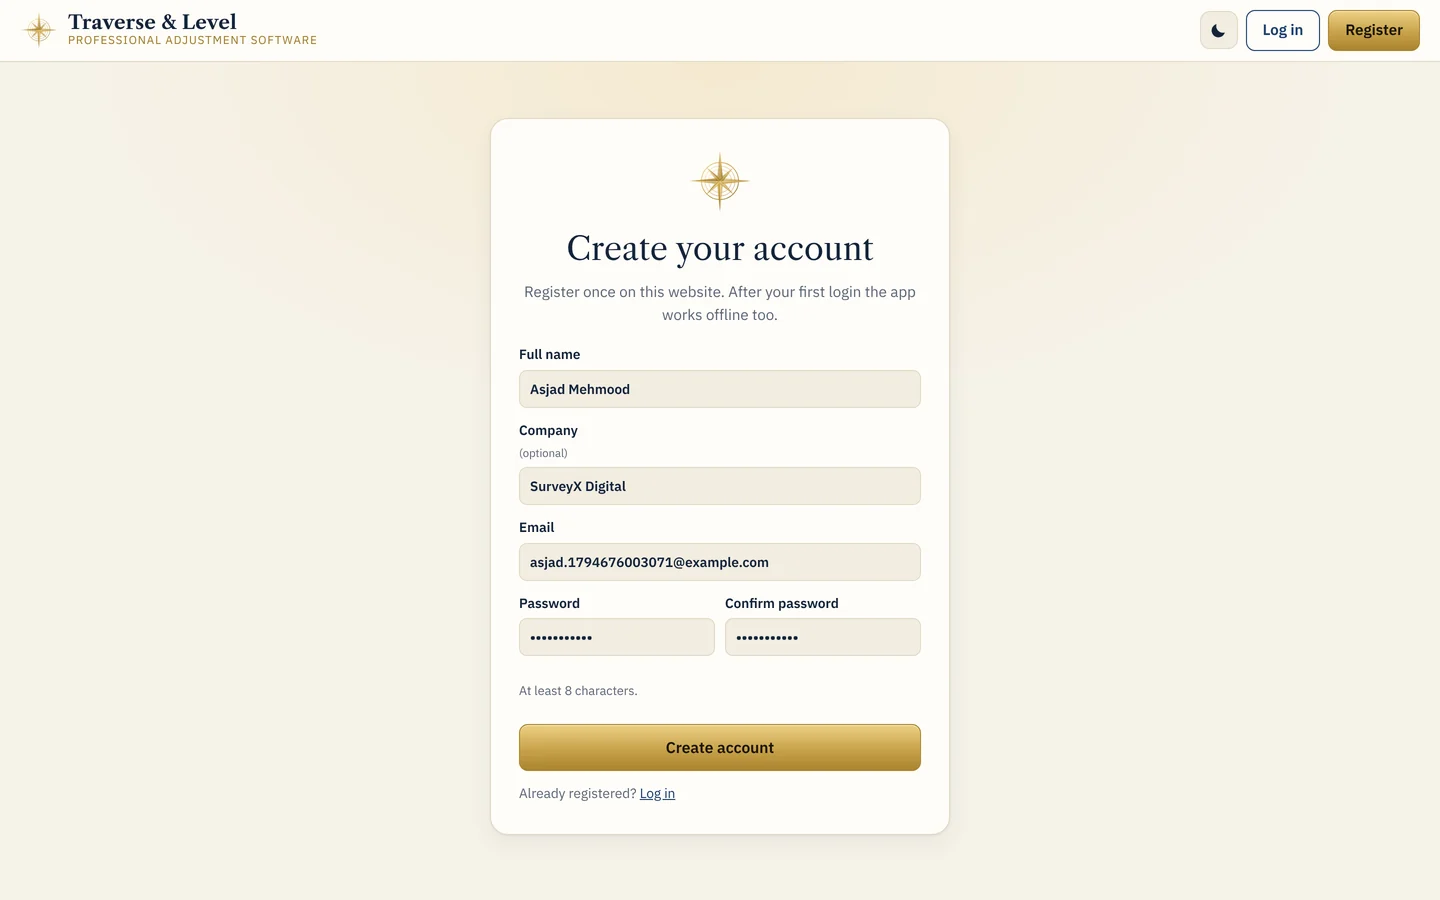 Traverse & Level
PROFESSIONAL ADJUSTMENT SOFTWARE
Log in
Register
Create your account
Register once on this website. After your first login the app
works offline too.
Full name
Asjad Mehmood
Company
(optional)
SurveyX Digital
Email
asjad.1794676003071@example.com
Password
Confirm password
•••••••••••
•••••••••••
At least 8 characters.
Create account
Already registered? Log in